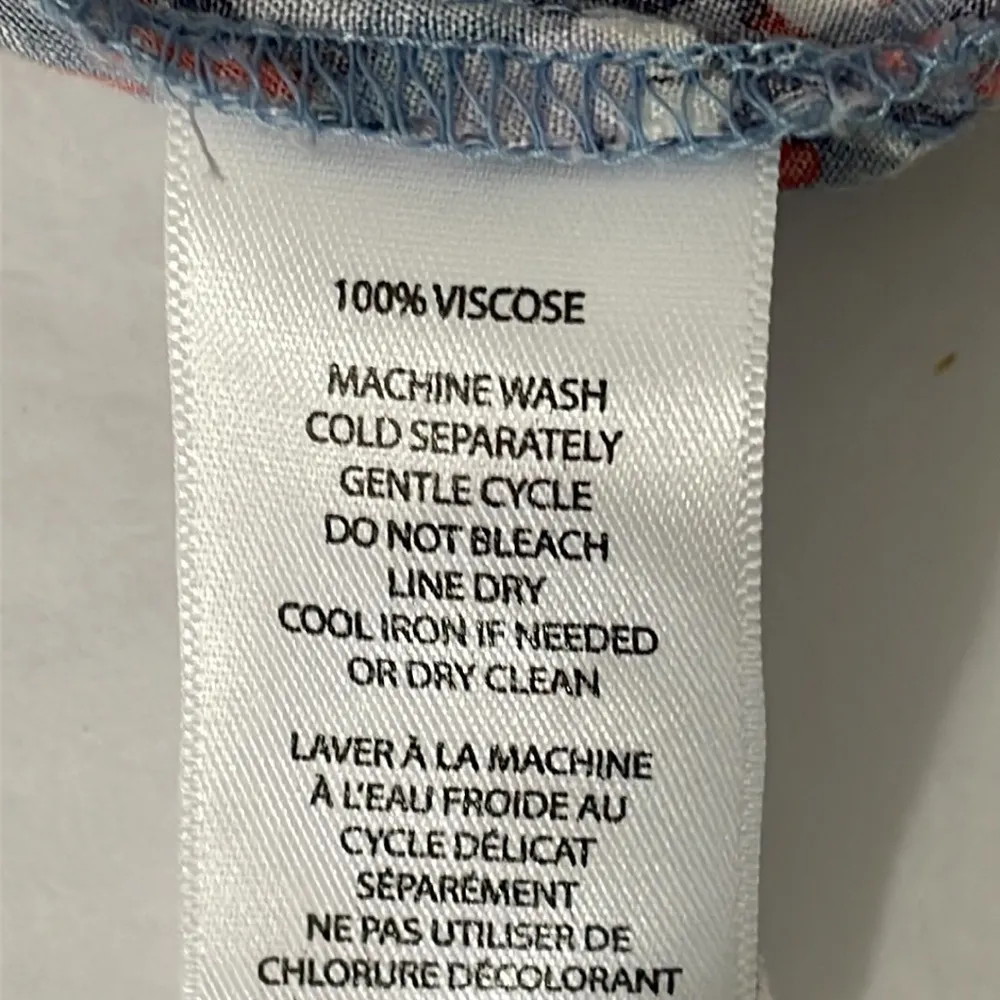 100% VISCOSE
MACHINE WASH
COLD SEPARATELY
GENTLE CYCLE
DO NOT BLEACH
LINE DRY
COOL IRON IF NEEDED
OR DRY CLEAN
LAVER À LA MACHINE
À L'EAU FROIDE AU
CYCLE DÉLICAT
SÉPARÉMENT
NE PAS UTILISER DE
CHLORURE DÉCOLORANT